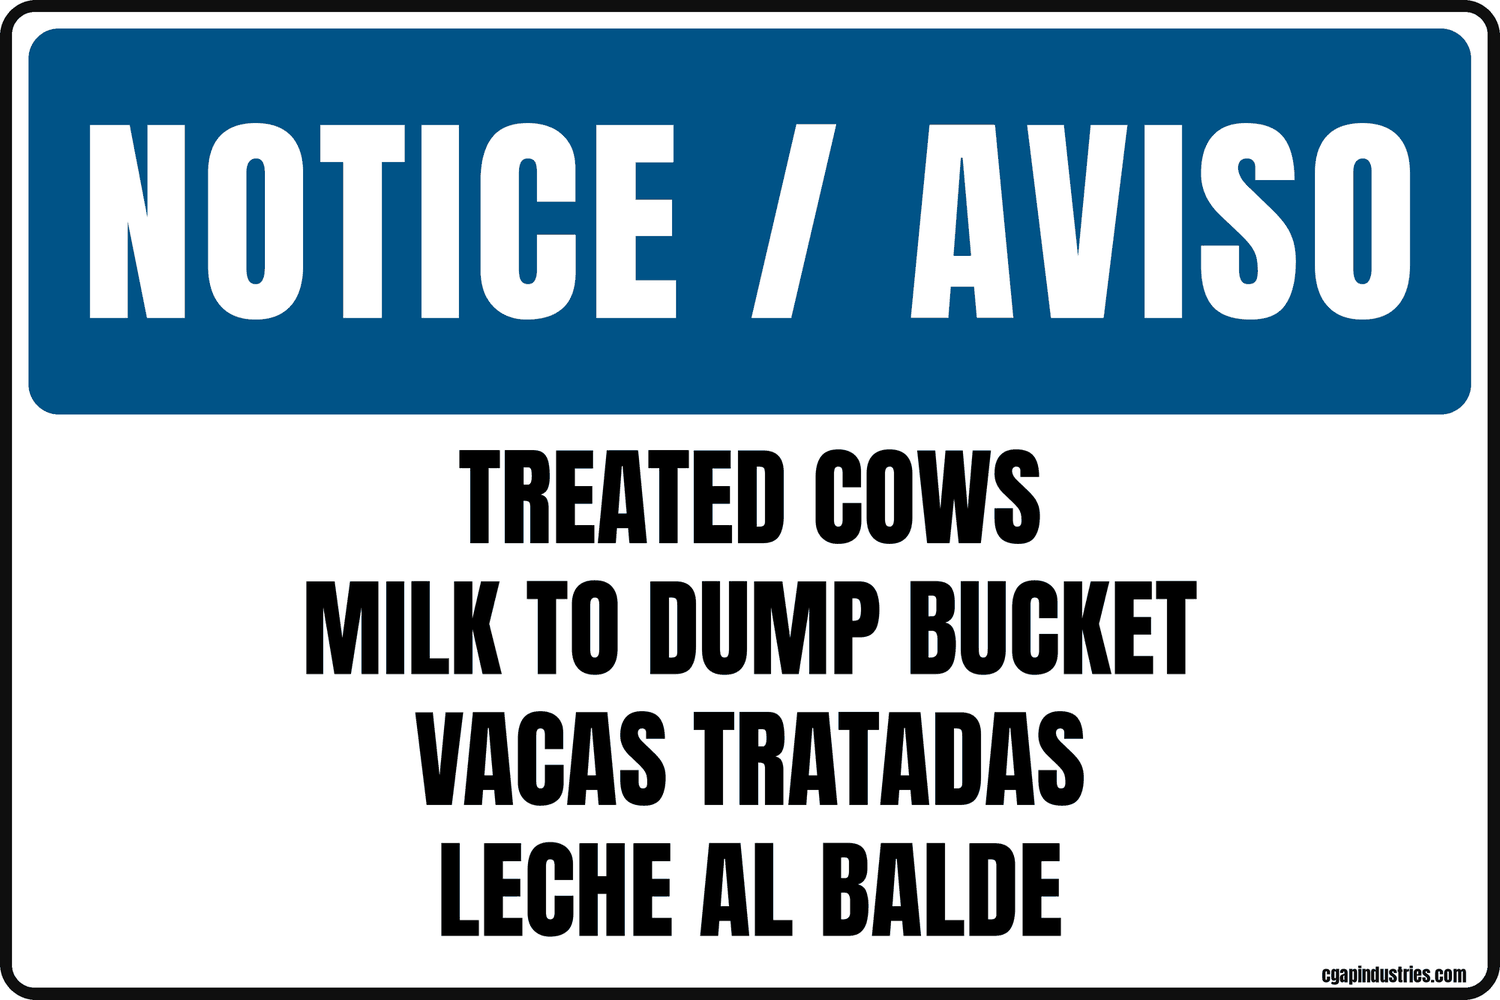 NOTICE / AVISO
TREATED COWS
MILK TO DUMP BUCKET
VACAS TRATADAS
LECHE AL BALDE
cgapindustries.com